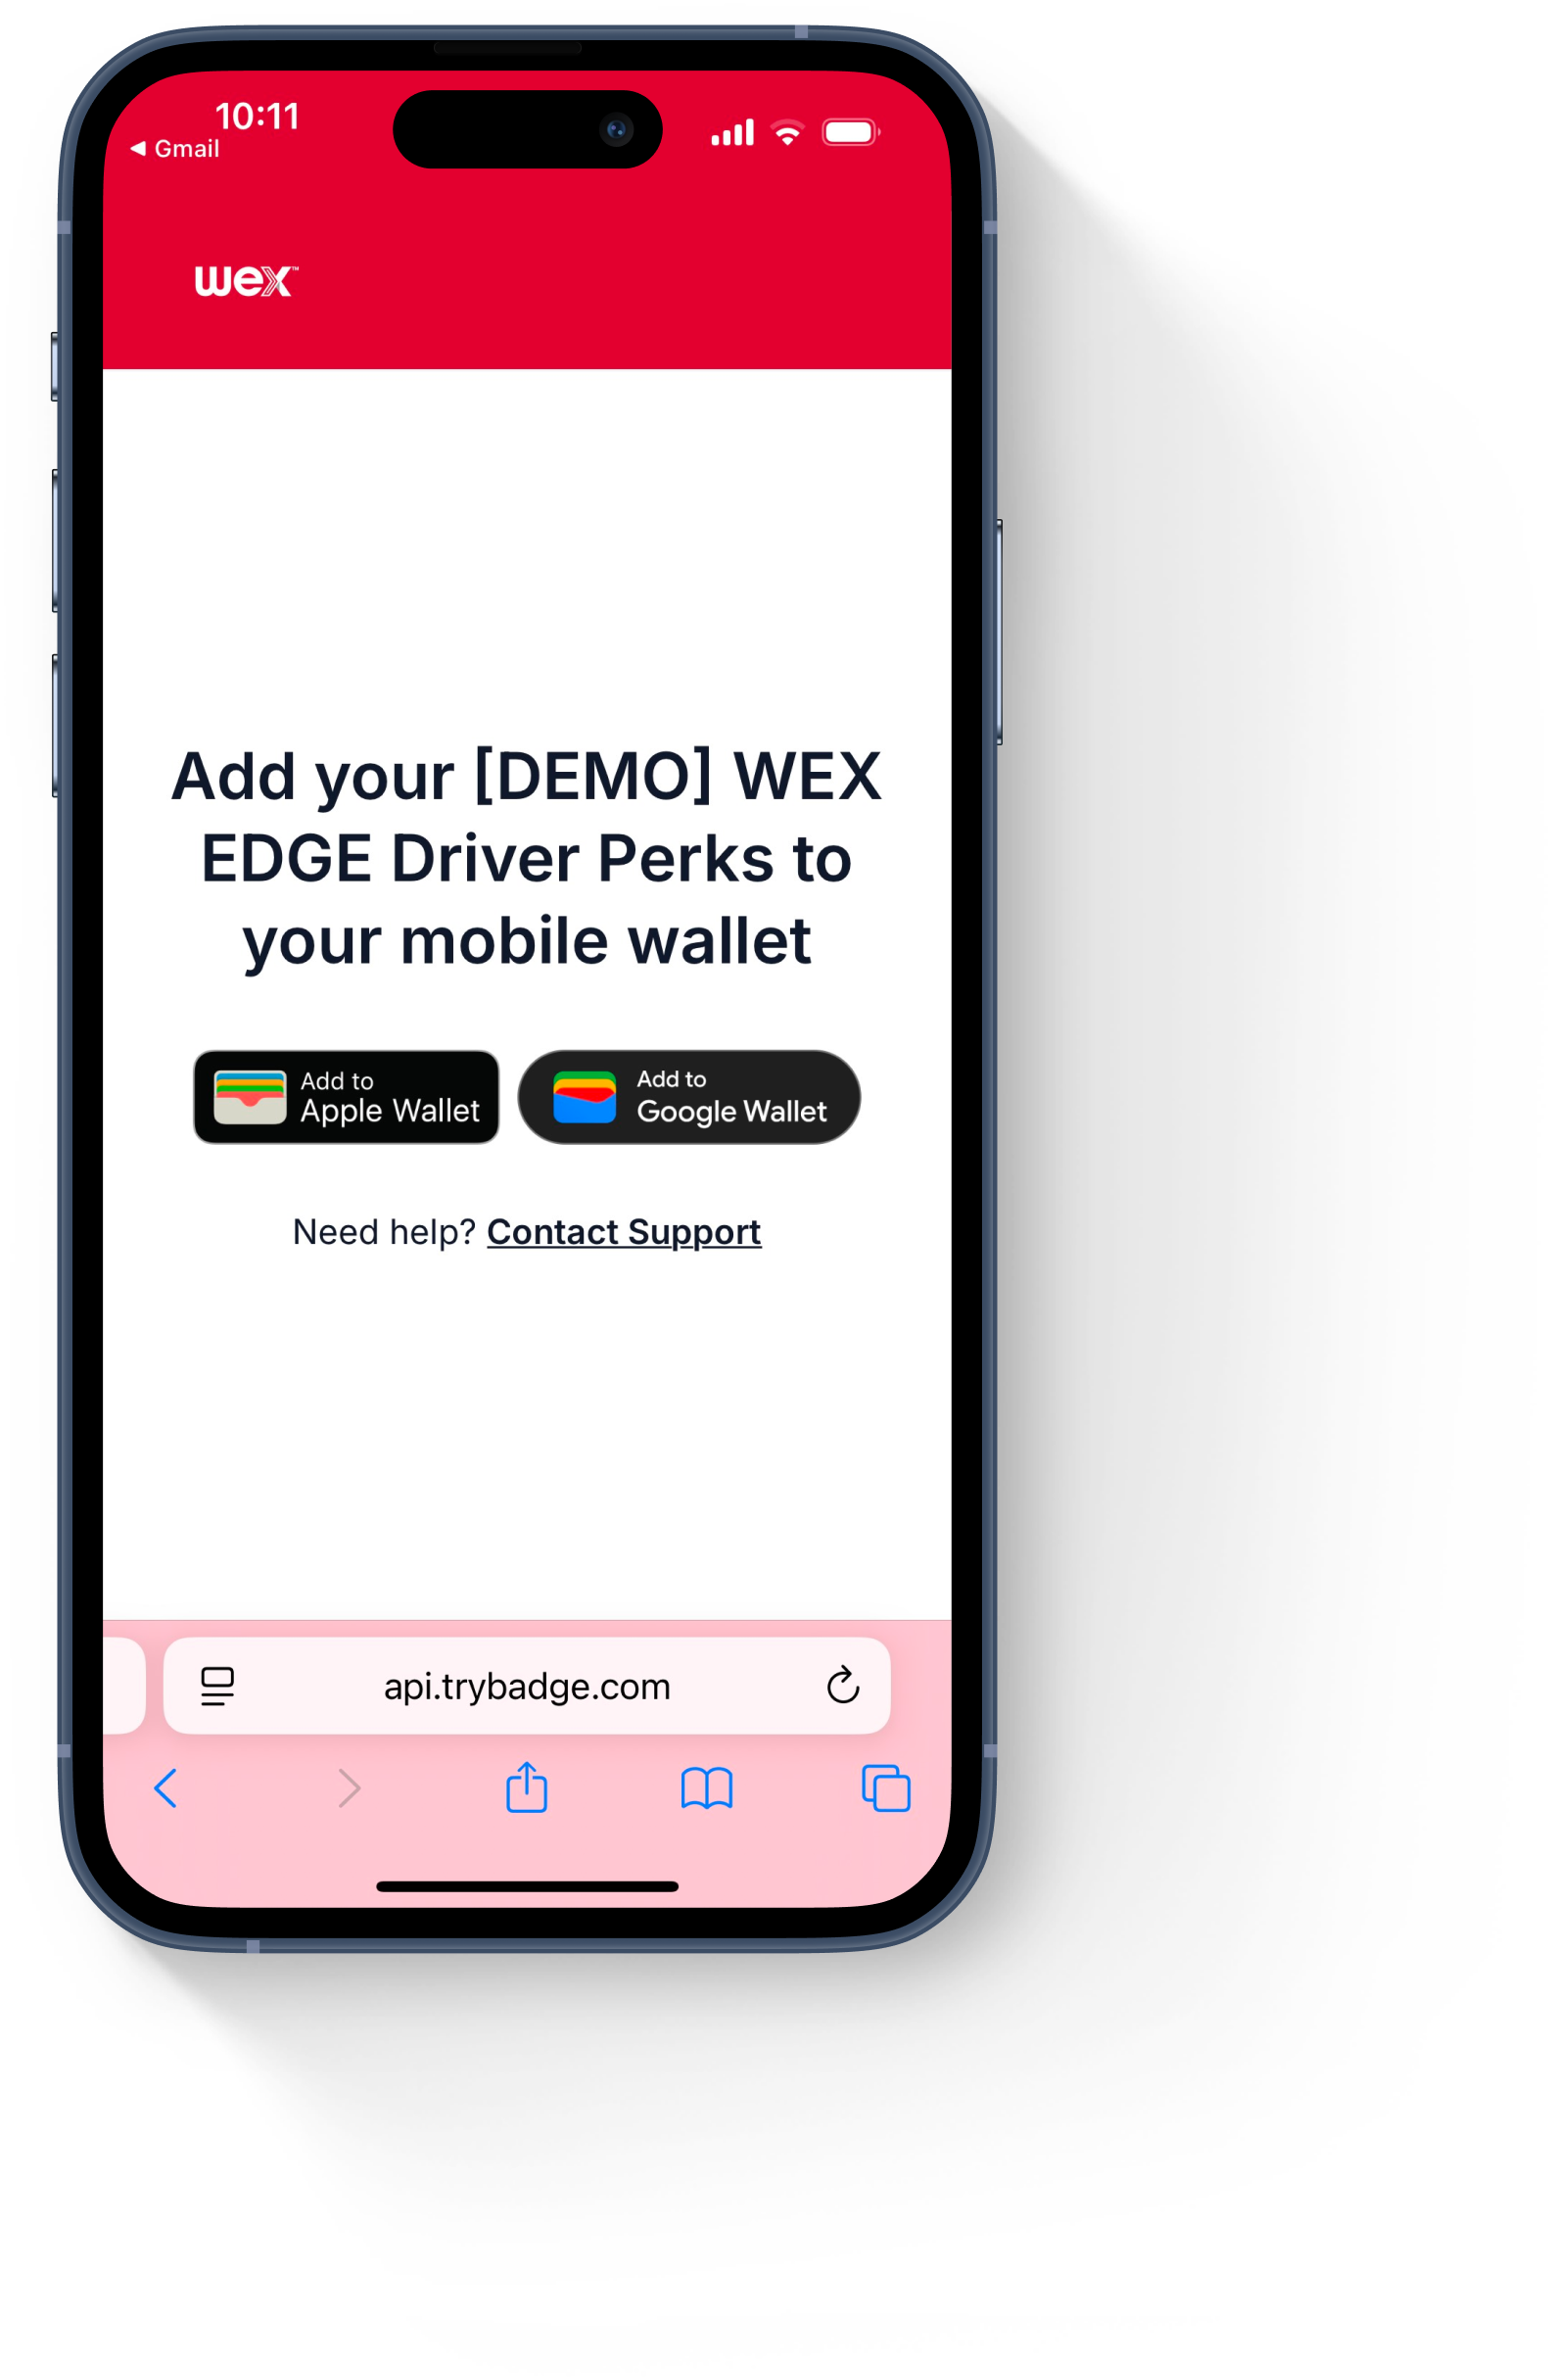 10:11
Gmail
wex™
Add your [DEMO] WEX
EDGE Driver Perks to
your mobile wallet
Add to
Apple Wallet
Add to
Google Wallet
Need help? Contact Support
api.trybadge.com